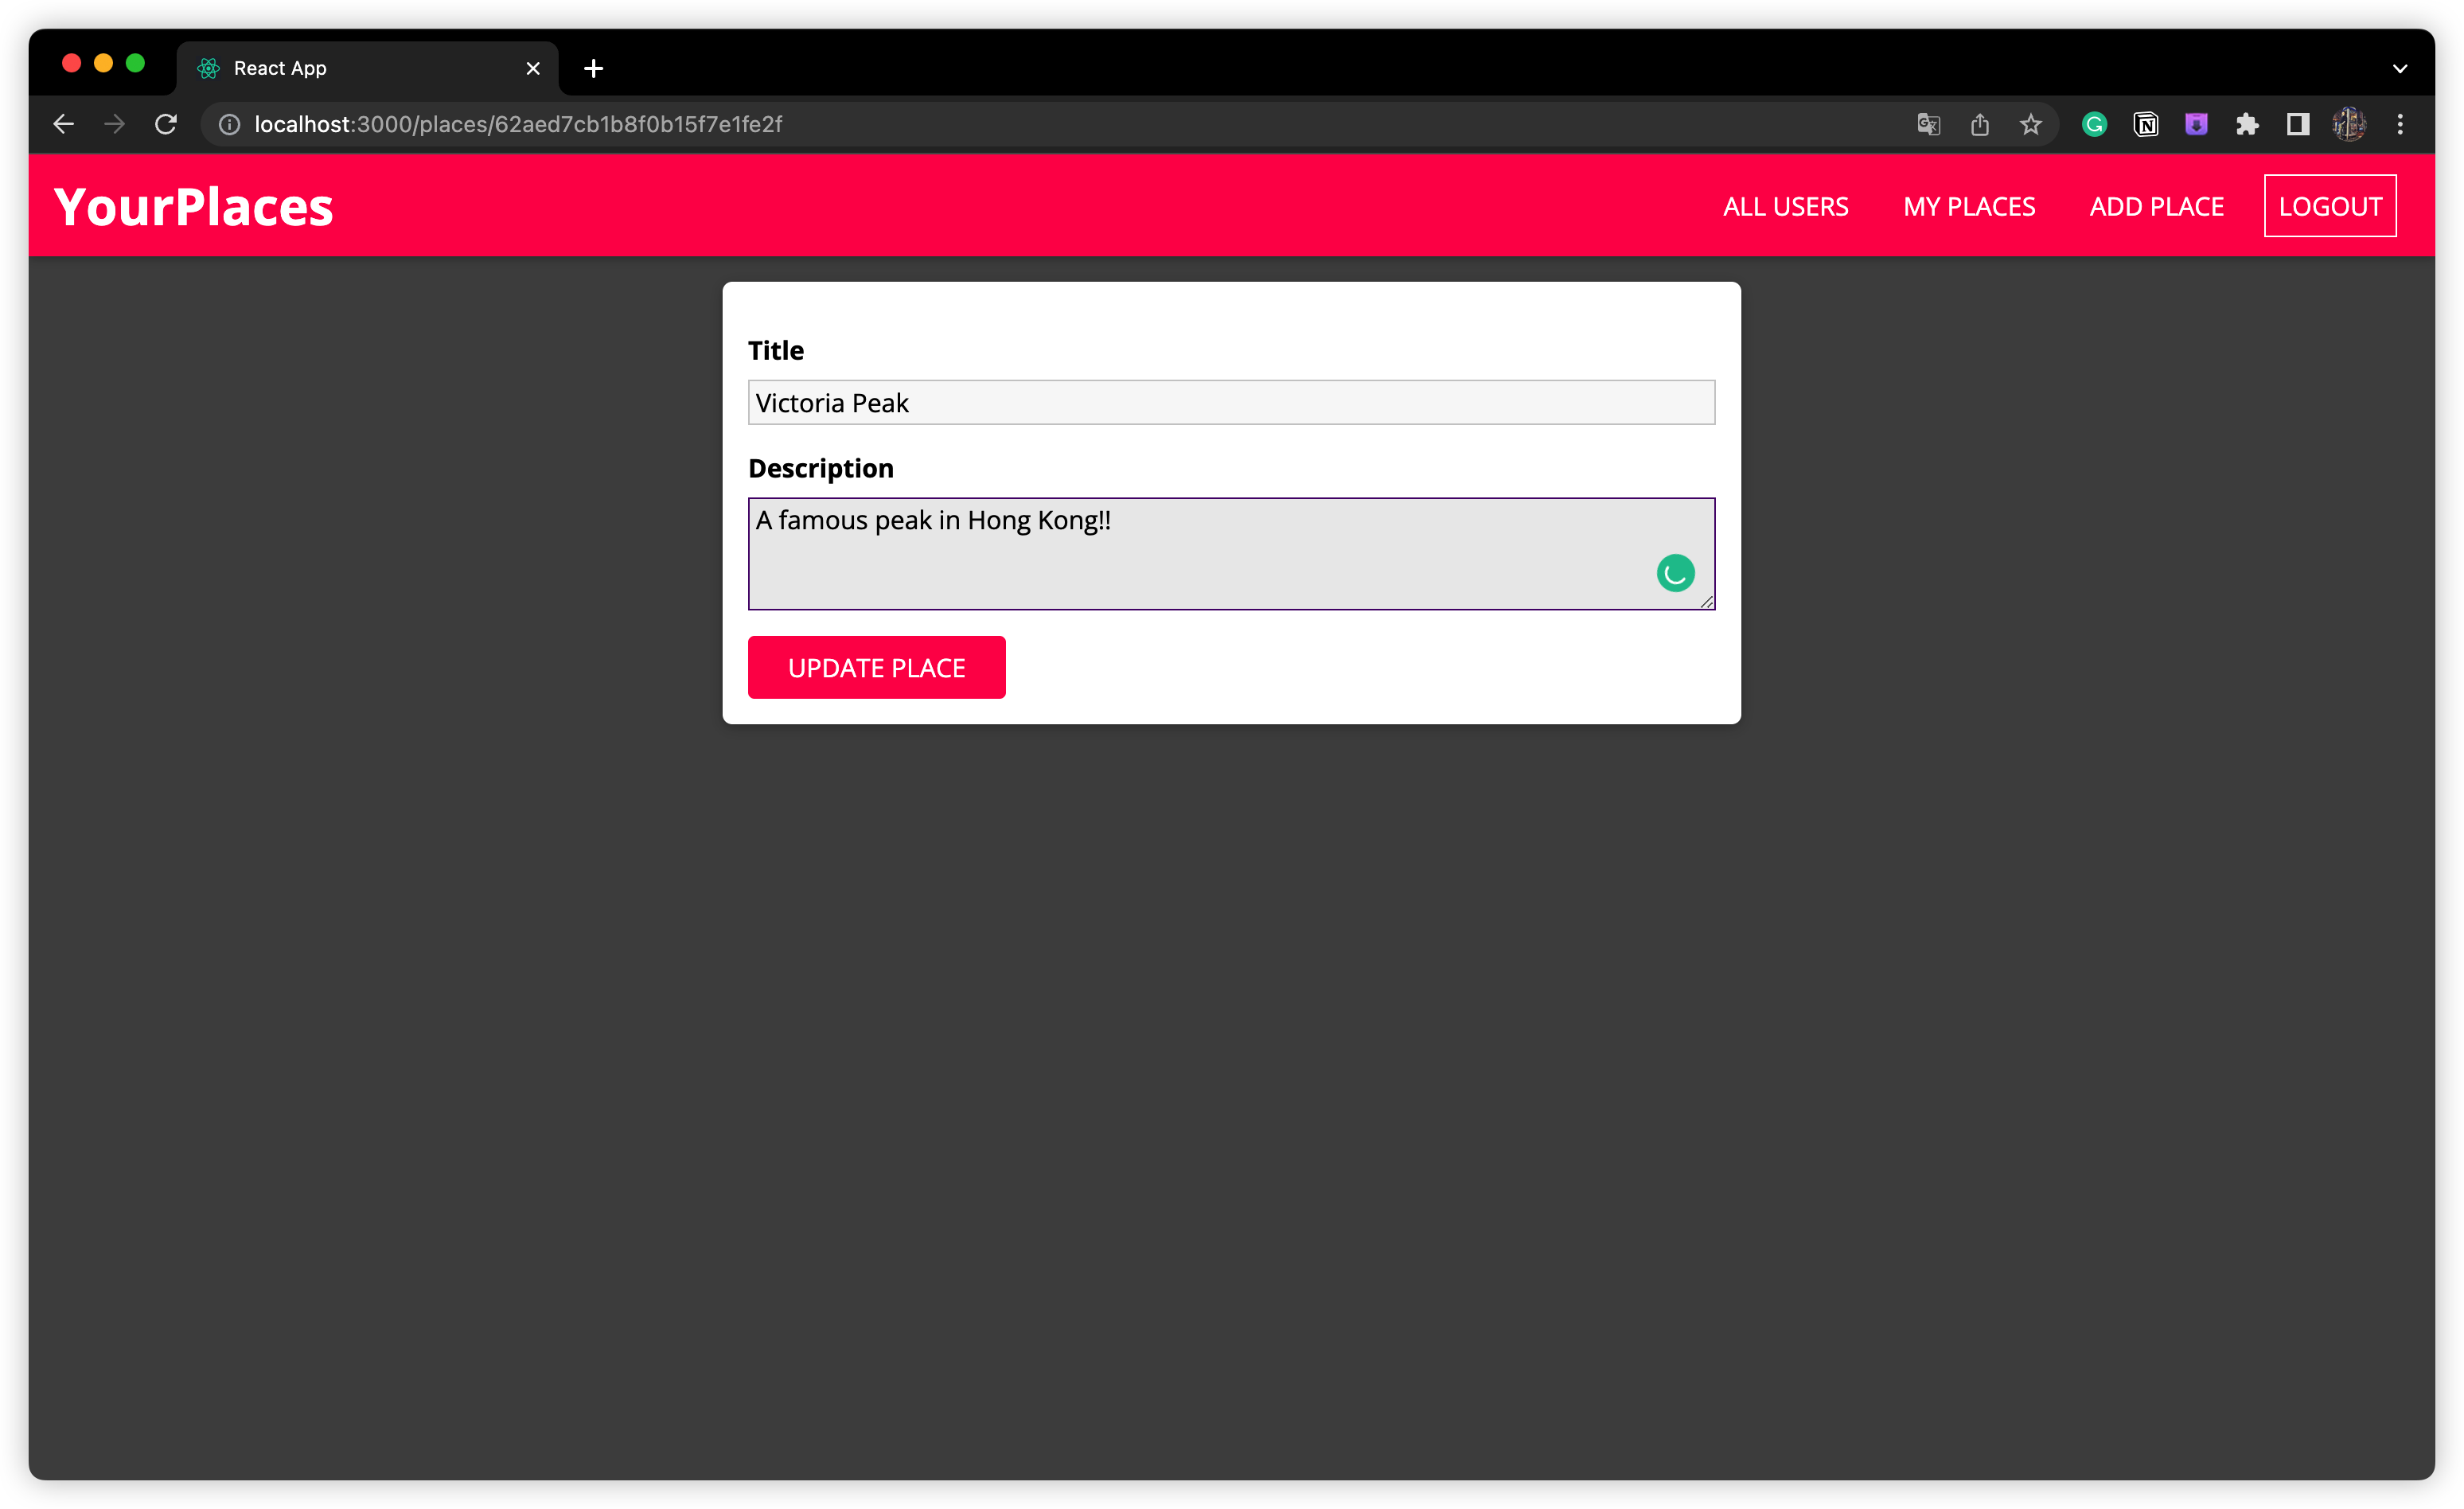 React App
localhost:3000/places/62aed7cb1b8f0b15f7e1fe2f
YourPlaces
ALL USERS
MY PLACES
ADD PLACE
LOGOUT
Title
Victoria Peak
Description
A famous peak in Hong Kong!!
UPDATE PLACE